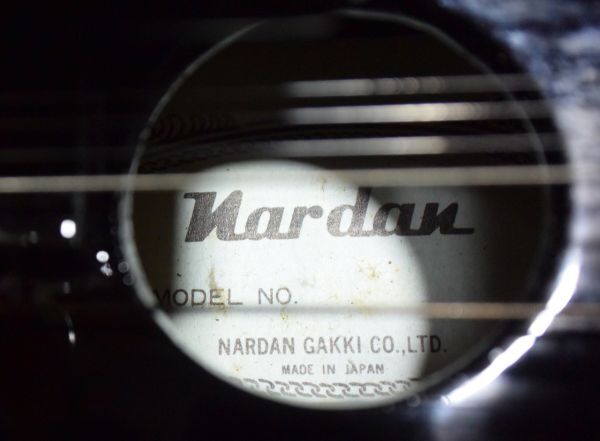 Nardan
MODEL NO.
NARDAN GAKKI CO.,LTD.
MADE IN JAPAN